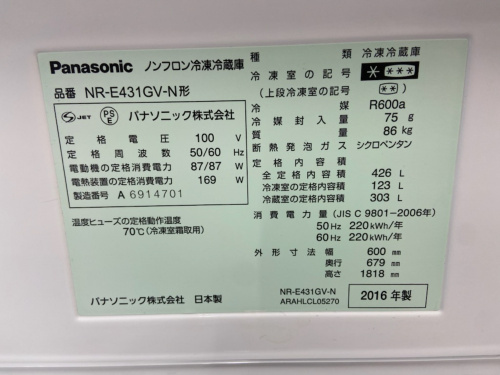 Panasonic ノンフロン冷凍冷蔵庫
品番 NR-E431GV-N形
S JET PS E パナソニック株式会社
定格電圧 100 V
定格周波数 50/60 Hz
電動機の定格消費電力 87/87 W
電熱装置の定格消費電力 169 W
製造番号 A 6914701
温度ヒューズの定格動作温度
70℃(冷凍室霜取用)
パナソニック株式会社 日本製
種類 冷凍冷蔵庫
冷凍室の記号 * ***
(上段冷凍室の記号) **
冷媒 R600a
冷媒封入量 75 g
質量 86 kg
断熱発泡ガス シクロペンタン
定格内容積
全定格内容積 426 L
冷凍室の定格内容積 123 L
冷蔵室の定格内容積 303 L
消費電力量(JIS C 9801-2006年)
50 Hz 220 kWh/年
60 Hz 220 kWh/年
外形寸法 幅 600 mm
奥行 679 mm
高さ 1818 mm
NR-E431GV-N
ARAHLCL05270
2016 年製